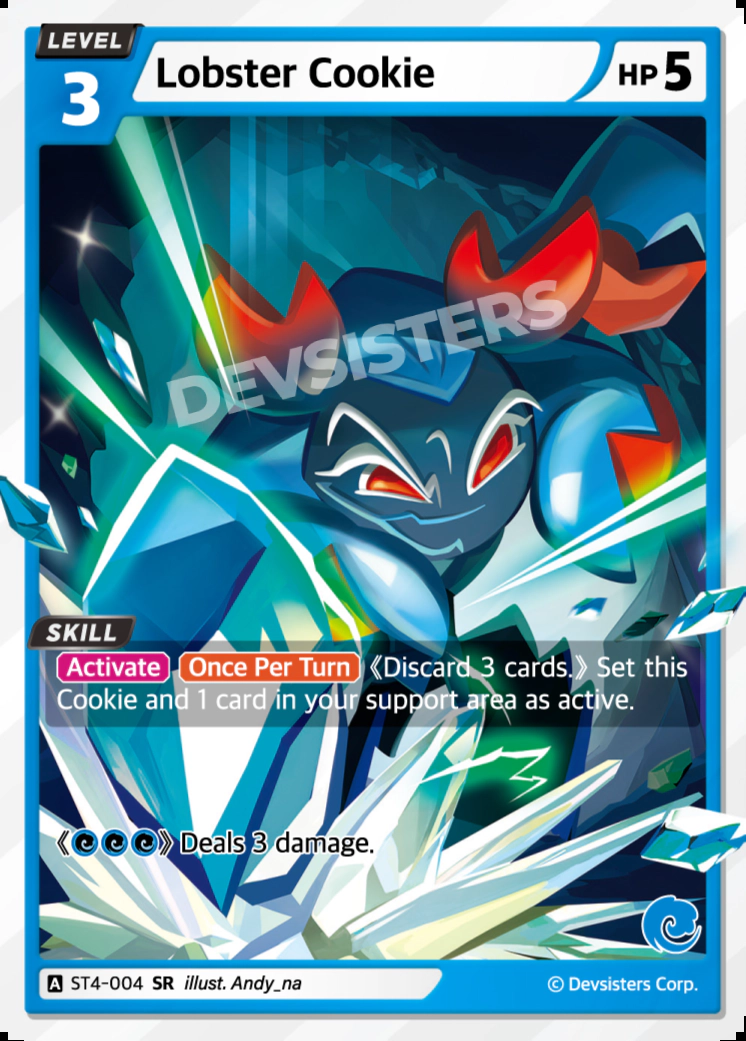 LEVEL
3
Lobster Cookie
HP 5
DEVSISTERS
SKILL
Activate Once Per Turn 《Discard 3 cards.》 Set this
Cookie and 1 card in your support area as active.
《》 Deals 3 damage.
A ST4-004 SR illust. Andy_na
© Devsisters Corp.